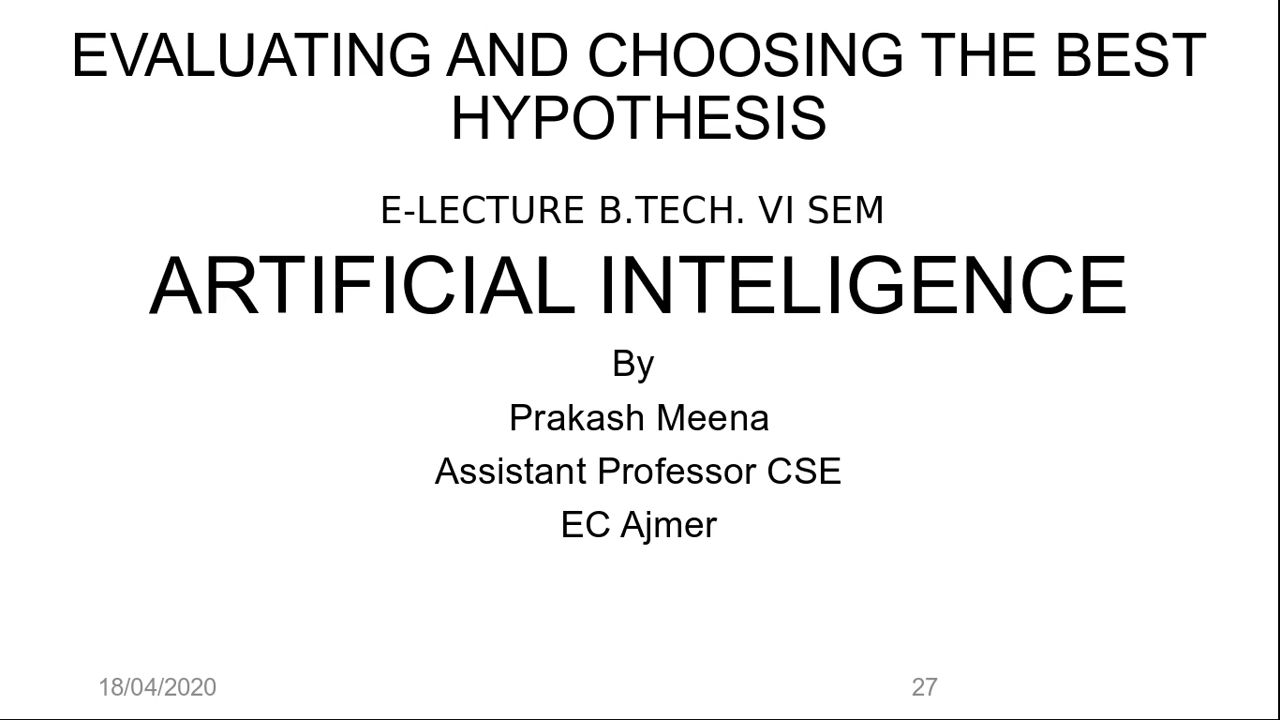 EVALUATING AND CHOOSING THE BEST
HYPOTHESIS
E-LECTURE B.TECH. VI SEM
ARTIFICIAL INTELIGENCE
By
Prakash Meena
Assistant Professor CSE
EC Ajmer
18/04/2020 27